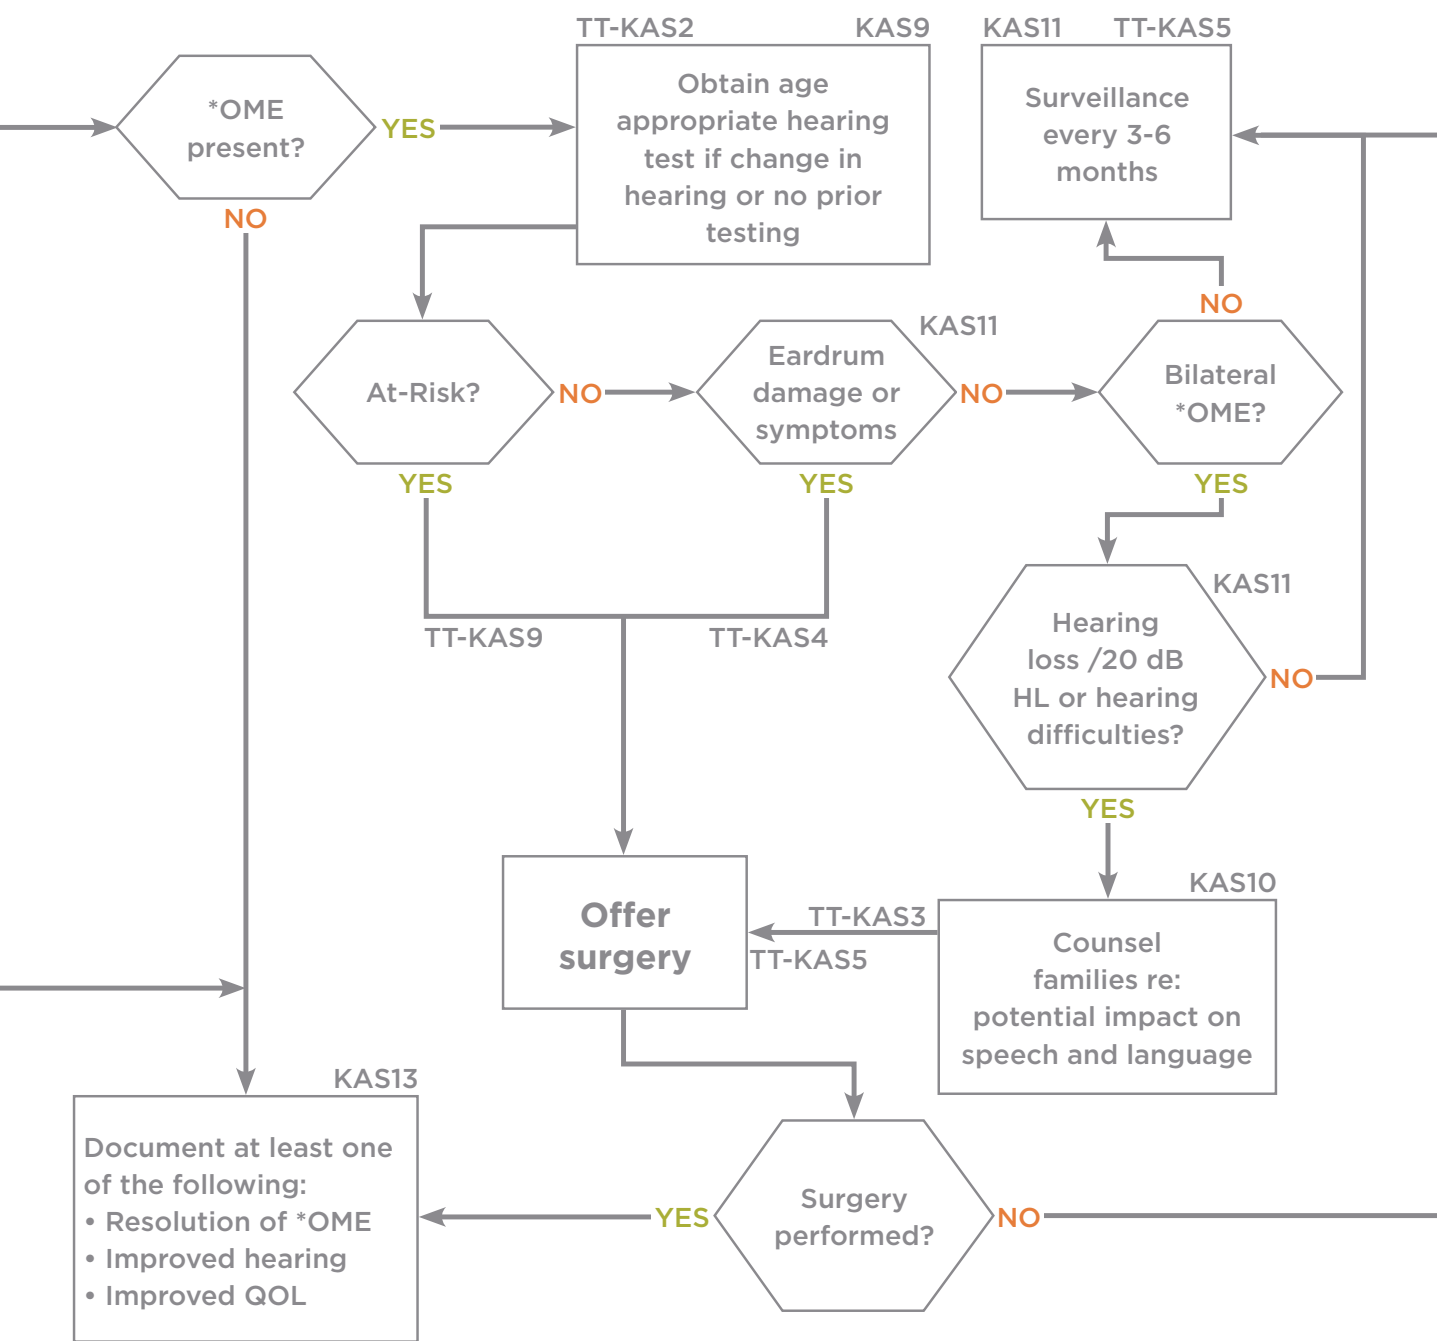 TT-KAS2
KAS9
KAS11
TT-KAS5
*OME
present?
YES
NO
Obtain age
appropriate hearing
test if change in
hearing or no prior
testing
Surveillance
every 3-6
months
NO
At-Risk?
NO
YES
KAS11
Eardrum
damage or
symptoms
NO
YES
Bilateral
*OME?
YES
TT-KAS9
TT-KAS4
KAS11
Hearing
loss /20 dB
HL or hearing
difficulties?
NO
YES
Offer
surgery
TT-KAS3
TT-KAS5
KAS10
Counsel
families re:
potential impact on
speech and language
KAS13
Document at least one
of the following:
• Resolution of *OME
• Improved hearing
• Improved QOL
YES
Surgery
performed?
NO